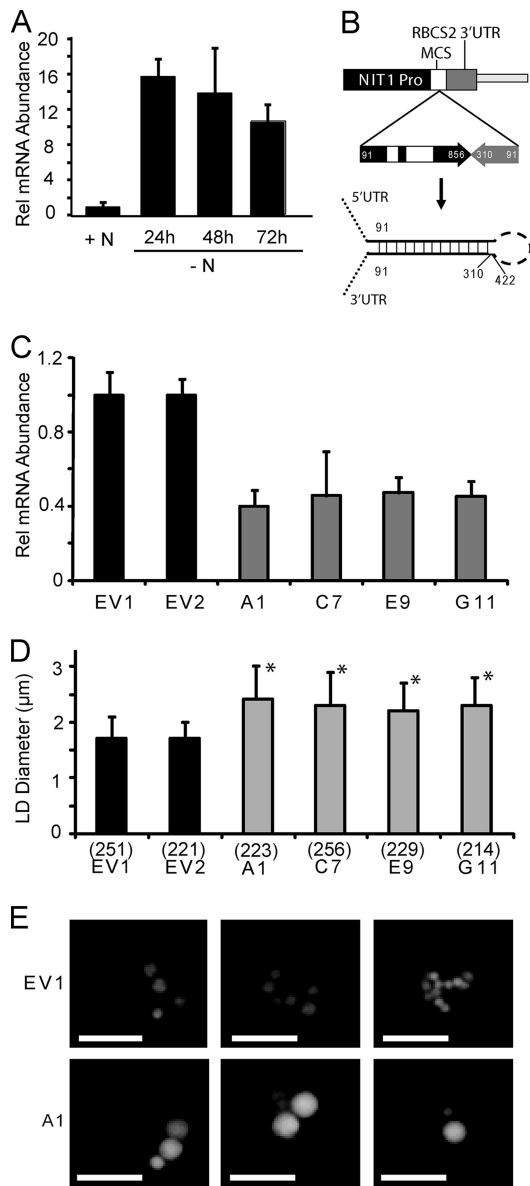 A
Rel mRNA Abundance
20
16
12
8
4
0
+ N
24h
48h
72h
- N
B
RBCS2 3'UTR
MCS
NIT1 Pro
91
856
310
91
5'UTR
91
91
310
422
3'UTR
C
Rel mRNA Abundance
1.2
0.8
0.4
0
EV1
EV2
A1
C7
E9
G11
D
LD Diameter (µm)
3
2
1
0
*
*
*
*
(251)
(221)
(223)
(256)
(229)
(214)
EV1
EV2
A1
C7
E9
G11
E
EV1
A1